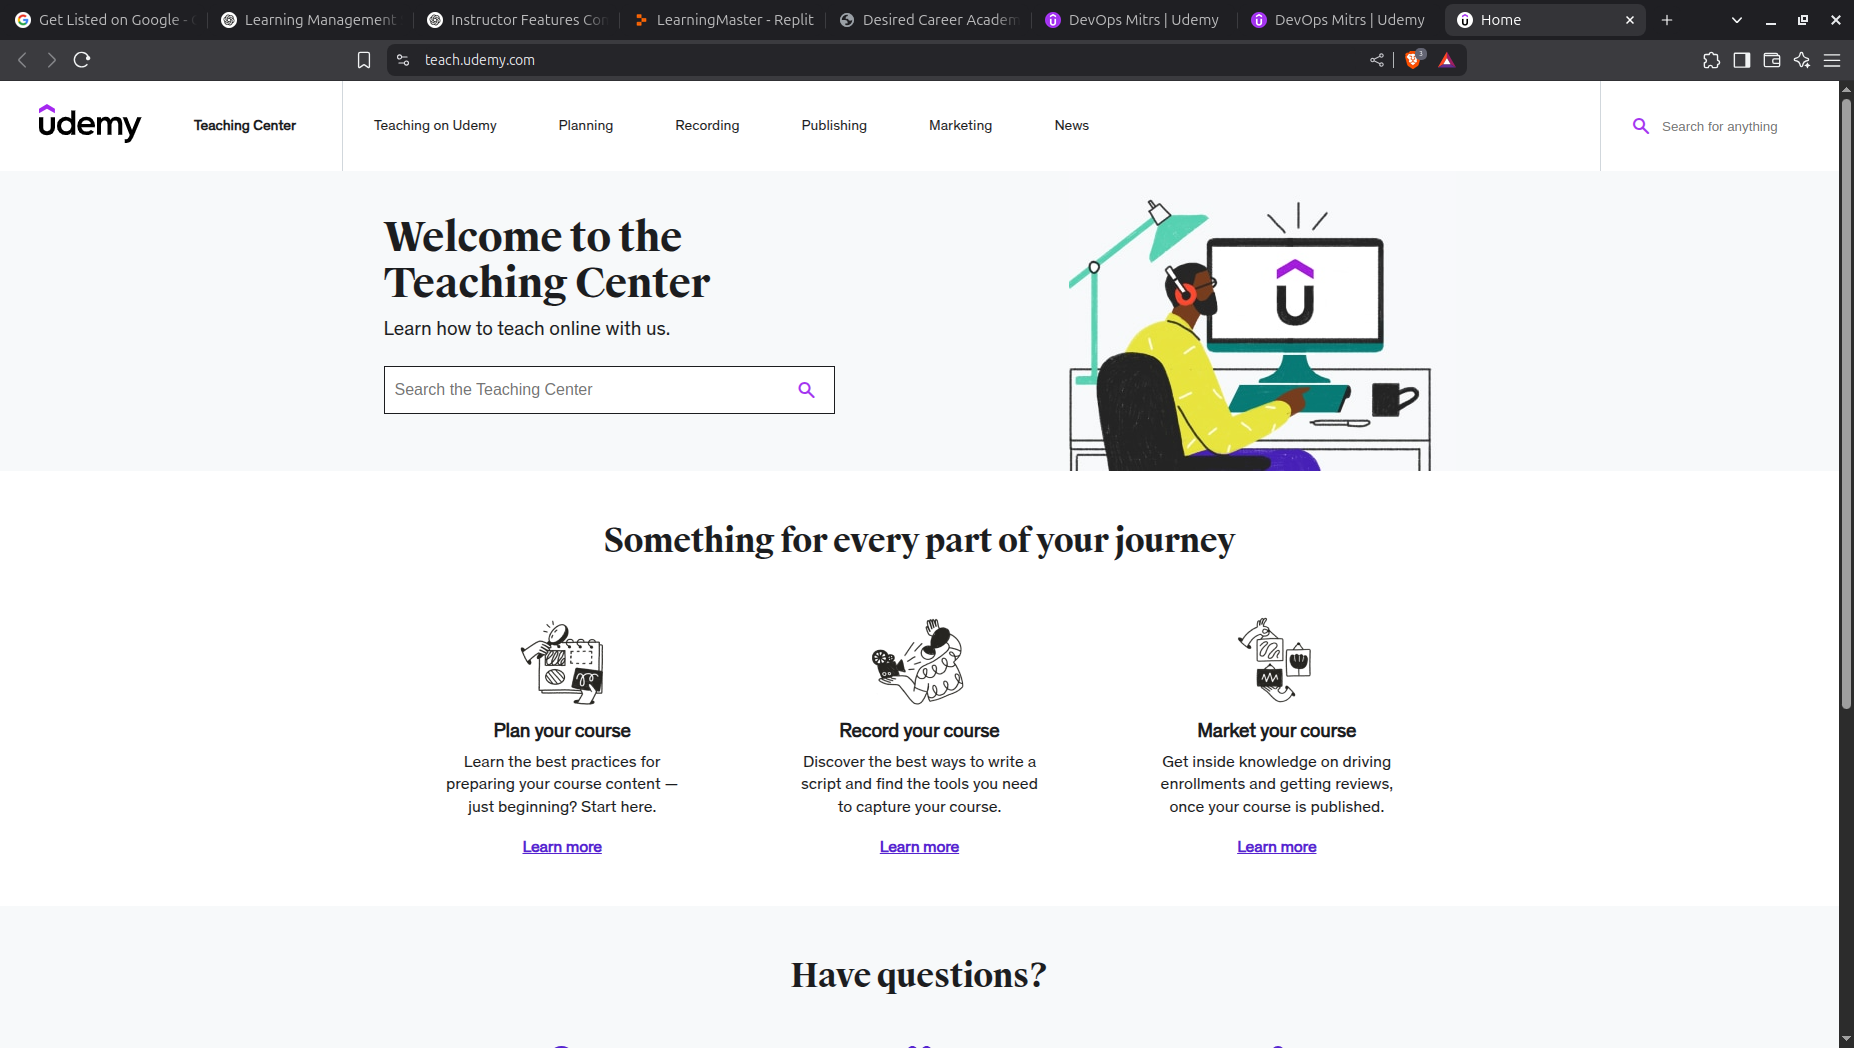 Get Listed on Google -
Learning Management
Instructor Features Con
LearningMaster - Replit
Desired Career Academ
DevOps Mitrs | Udemy
DevOps Mitrs | Udemy
Home
teach.udemy.com
3
udemy
Teaching Center
Teaching on Udemy
Planning
Recording
Publishing
Marketing
News
Search for anything
Welcome to the
Teaching Center
Learn how to teach online with us.
Search the Teaching Center
Something for every part of your journey
Plan your course
Learn the best practices for
preparing your course content —
just beginning? Start here.
Learn more
Record your course
Discover the best ways to write a
script and find the tools you need
to capture your course.
Learn more
Market your course
Get inside knowledge on driving
enrollments and getting reviews,
once your course is published.
Learn more
Have questions?